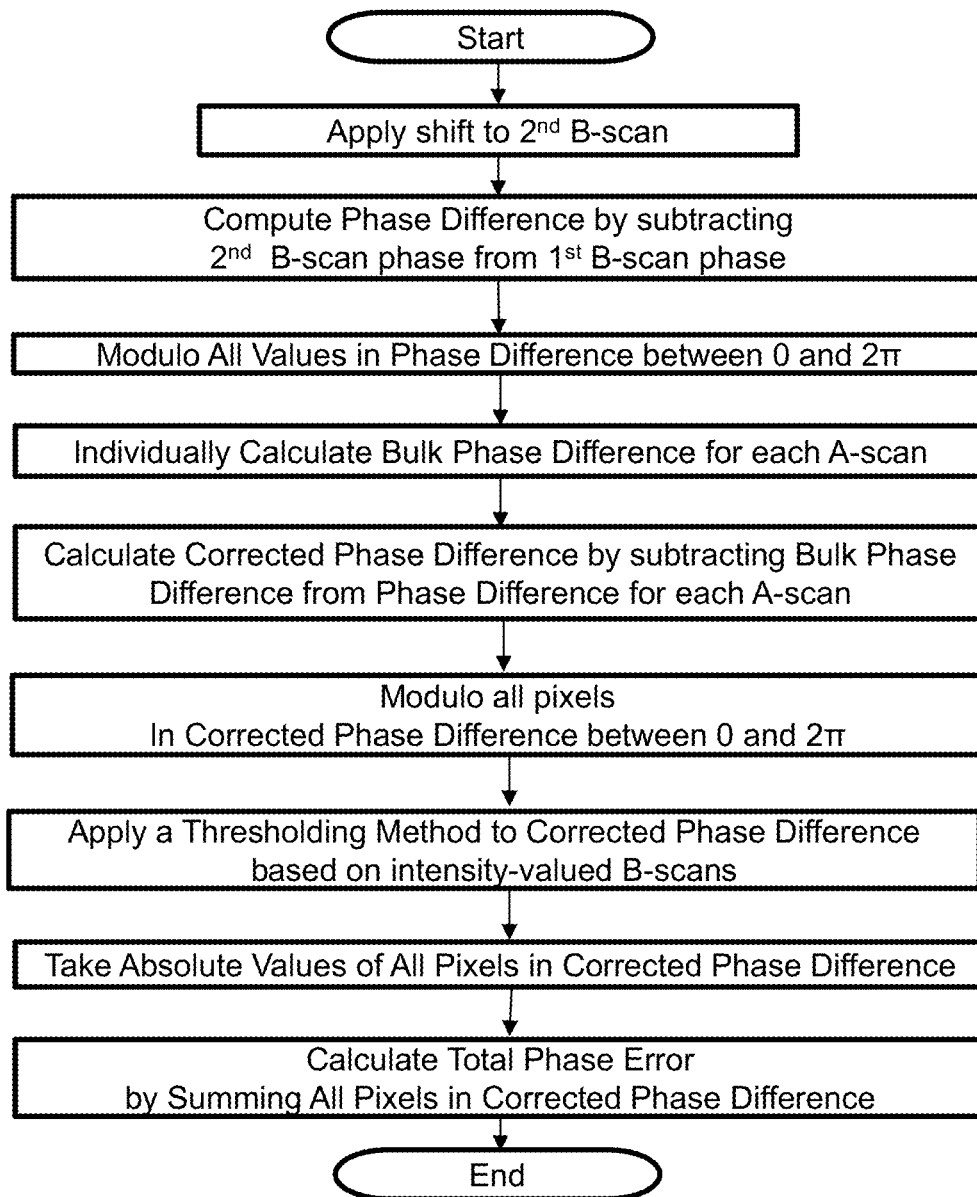 Start
Apply shift to 2nd B-scan
Compute Phase Difference by subtracting
2nd B-scan phase from 1st B-scan phase
Modulo All Values in Phase Difference between 0 and 2π
Individually Calculate Bulk Phase Difference for each A-scan
Calculate Corrected Phase Difference by subtracting Bulk Phase
Difference from Phase Difference for each A-scan
Modulo all pixels
In Corrected Phase Difference between 0 and 2π
Apply a Thresholding Method to Corrected Phase Difference
based on intensity-valued B-scans
Take Absolute Values of All Pixels in Corrected Phase Difference
Calculate Total Phase Error
by Summing All Pixels in Corrected Phase Difference
End